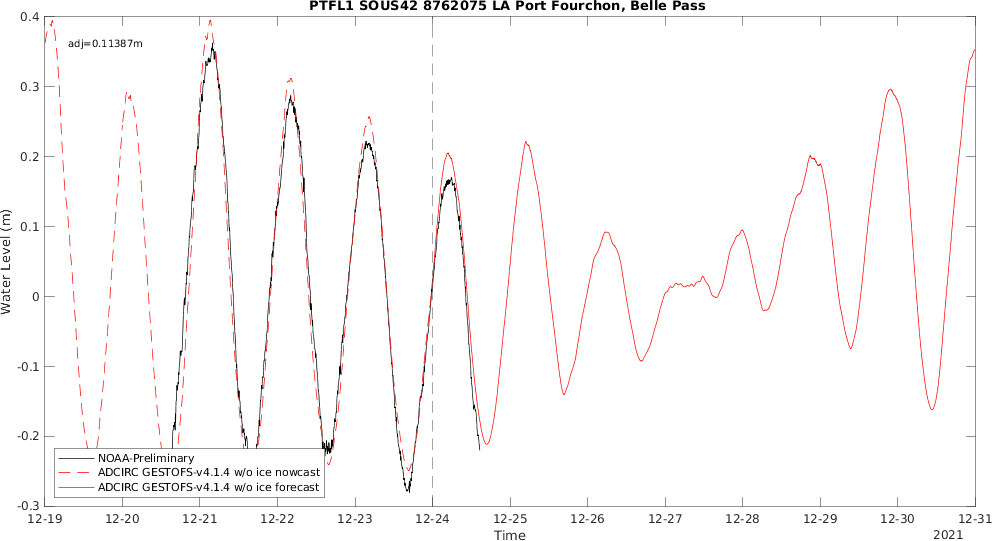 PTFL1 SOUS42 8762075 LA Port Fourchon, Belle Pass
0.4
adj=0.11387m
0.3
0.2
0.1
Water Level (m)
0
-0.1
-0.2
NOAA-Preliminary
ADCIRC GESTOFS-v4.1.4 w/o ice nowcast
ADCIRC GESTOFS-v4.1.4 w/o ice forecast
-0.3
12-19 12-20 12-21 12-22 12-23 12-24 12-25 12-26 12-27 12-28 12-29 12-30 12-31
Time 2021